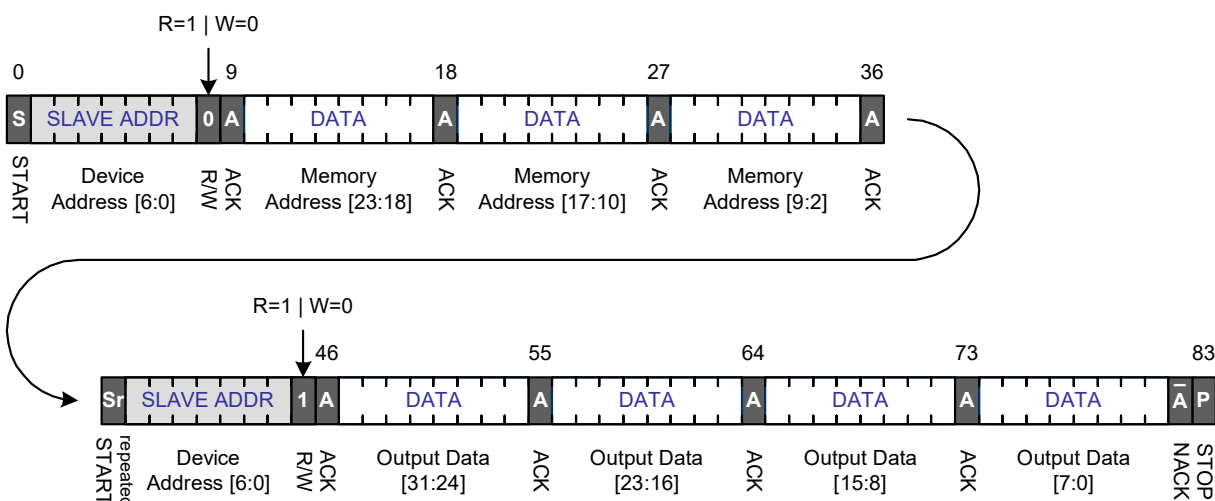 R=1 | W=0
0 9 18 27 36
S SLAVE ADDR 0 A DATA A DATA A DATA A
START Device Address [6:0] R/W ACK Memory Address [23:18] ACK Memory Address [17:10] ACK Memory Address [9:2] ACK
R=1 | W=0
46 55 64 73 83
Sr SLAVE ADDR 1 A DATA A DATA A DATA A DATA A̅ P
repeated START Device Address [6:0] R/W ACK Output Data [31:24] ACK Output Data [23:16] ACK Output Data [15:8] ACK Output Data [7:0] NACK STOP